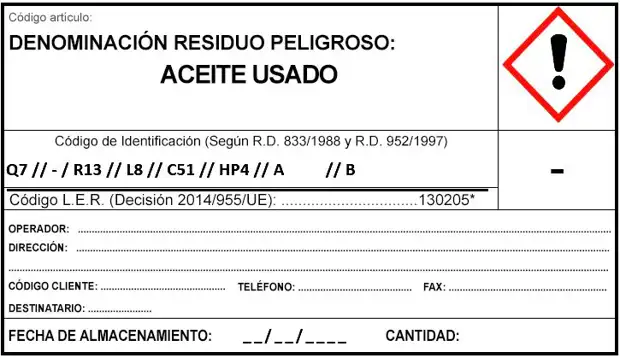 Código artículo:
DENOMINACIÓN RESIDUO PELIGROSO:
ACEITE USADO
Código de Identificación (Según R.D. 833/1988 y R.D. 952/1997)
Q7 // - / R13 // L8 // C51 // HP4 // A // B
-
Código L.E.R. (Decisión 2014/955/UE): ................................130205*
OPERADOR: ................................
DIRECCIÓN: ................................
................................
CÓDIGO CLIENTE: ................................ TELÉFONO: ................................ FAX: ................................
DESTINATARIO: ........................
FECHA DE ALMACENAMIENTO: __/__/____ CANTIDAD: